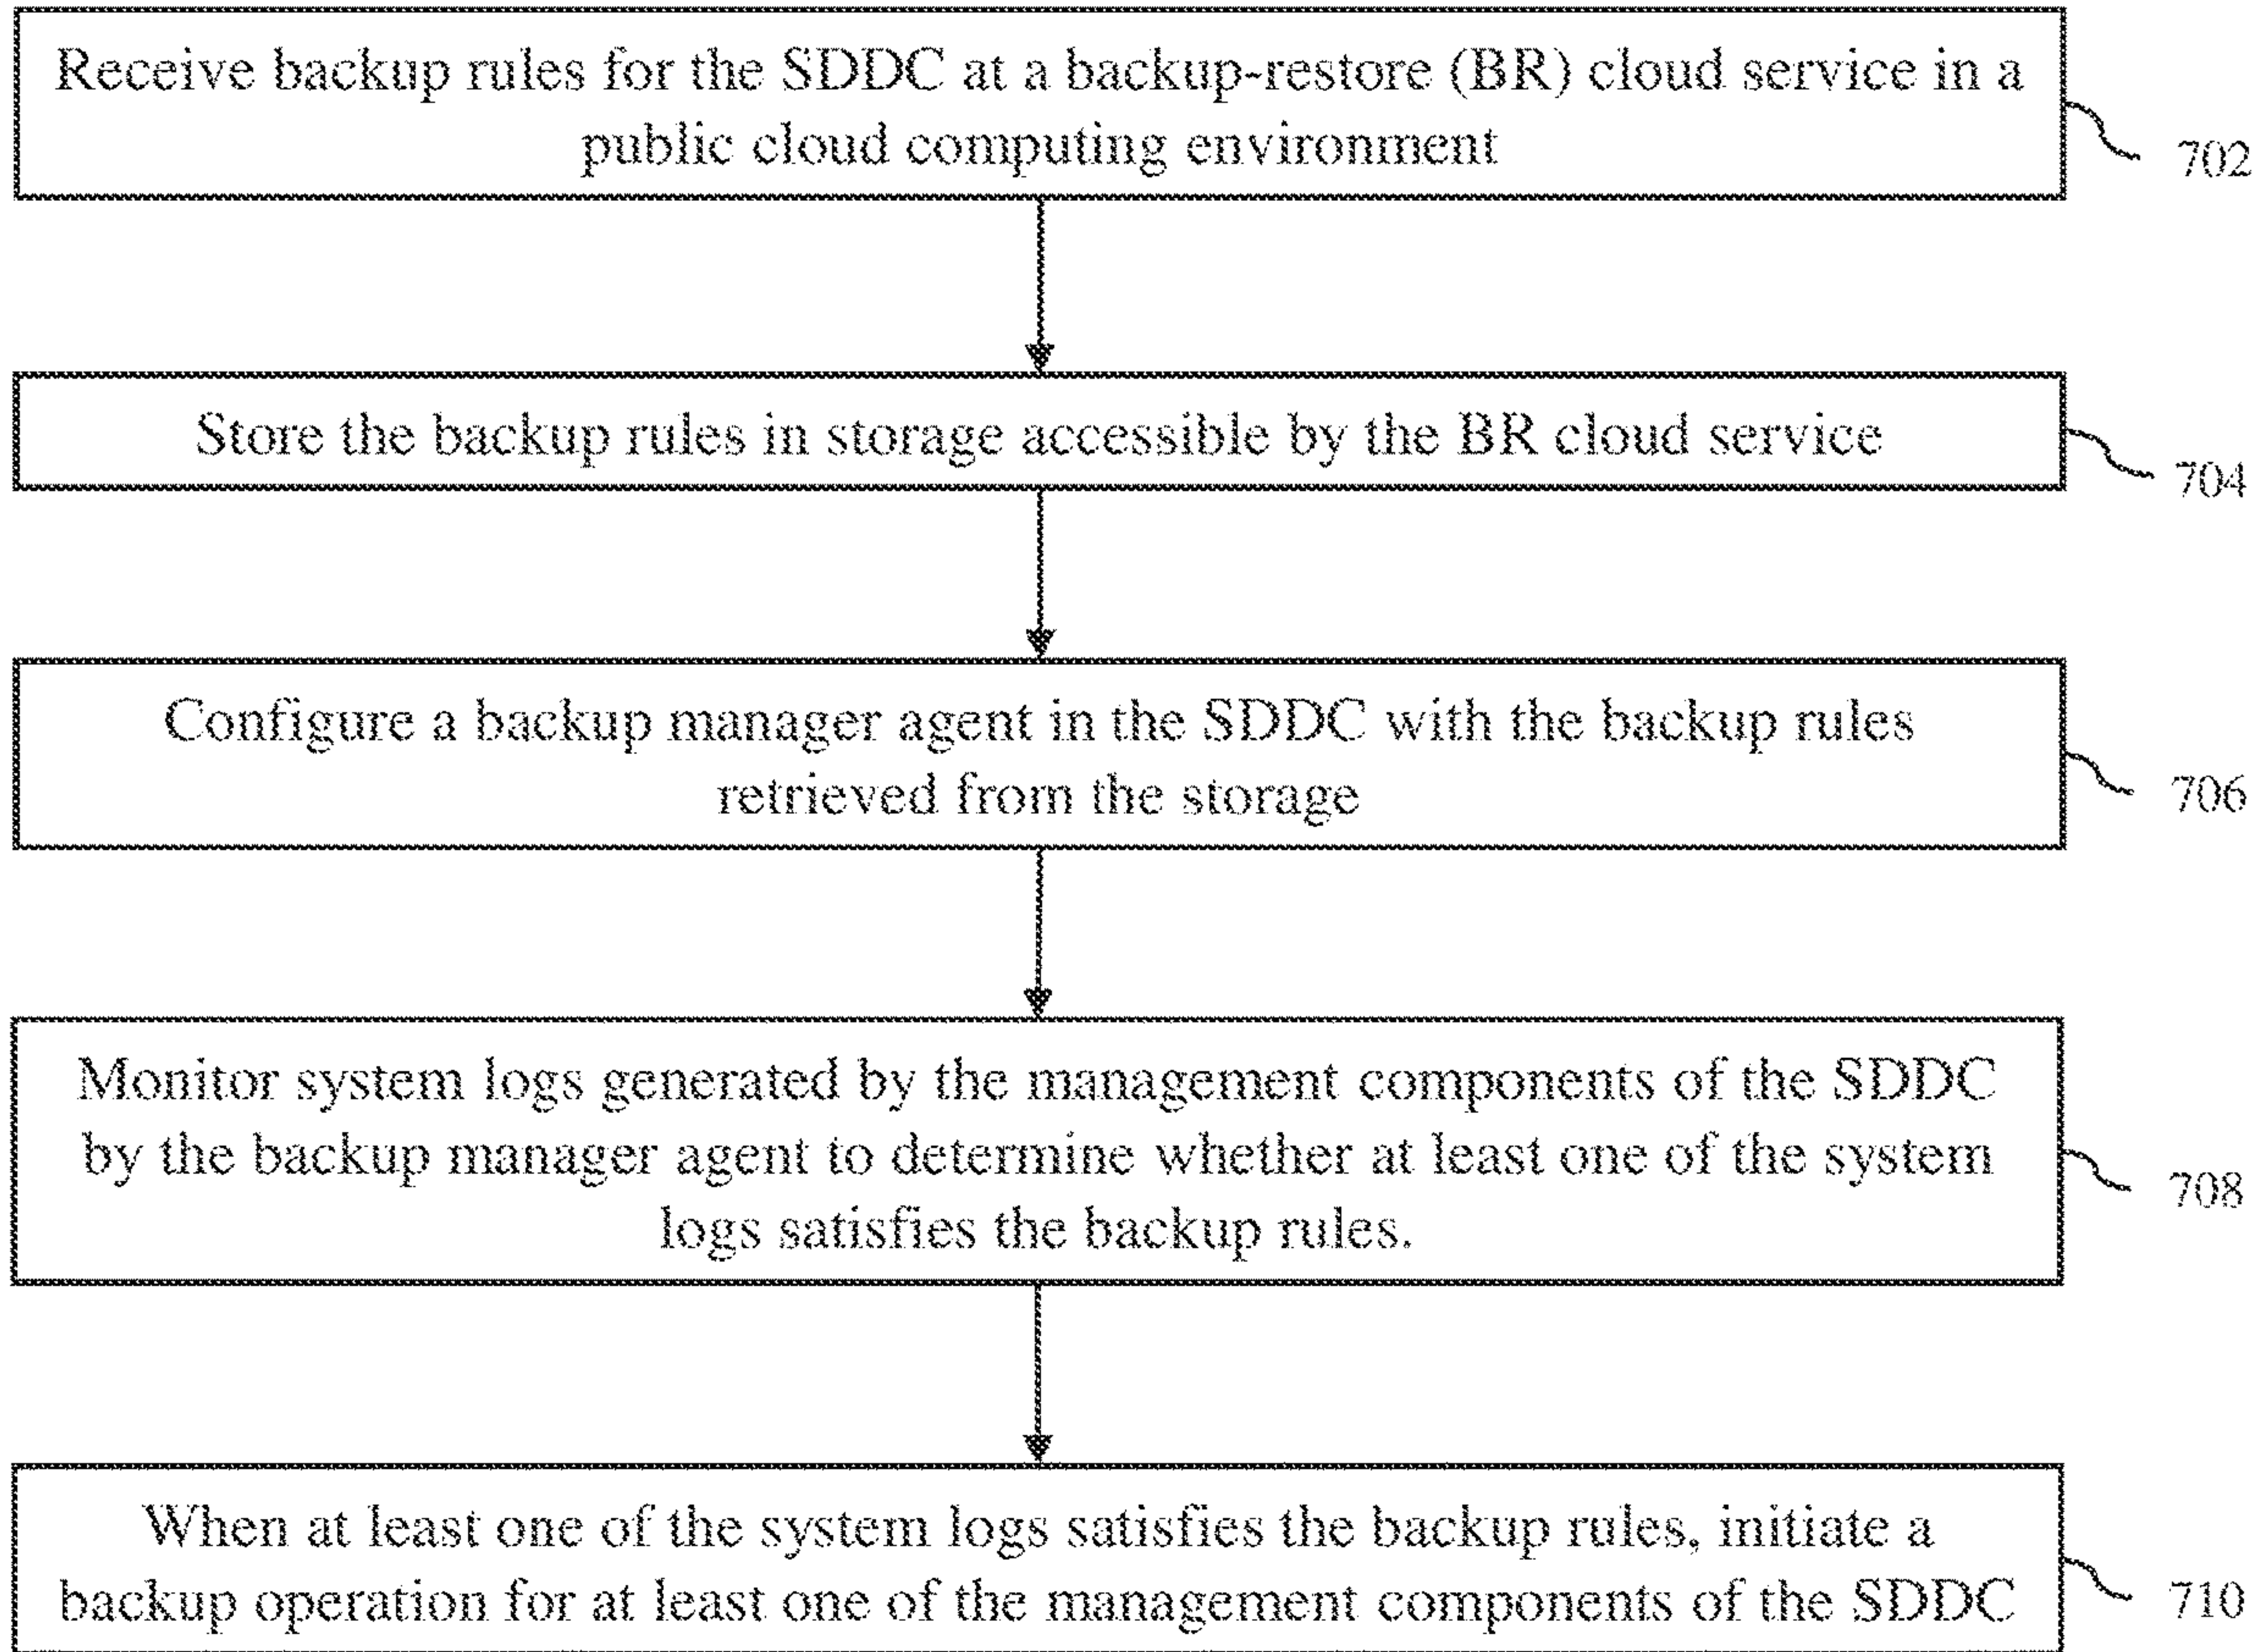 Receive backup rules for the SDDC at a backup-restore (BR) cloud service in a
public cloud computing environment
702
Store the backup rules in storage accessible by the BR cloud service
704
Configure a backup manager agent in the SDDC with the backup rules
retrieved from the storage
706
Monitor system logs generated by the management components of the SDDC
by the backup manager agent to determine whether at least one of the system
logs satisfies the backup rules.
708
When at least one of the system logs satisfies the backup rules, initiate a
backup operation for at least one of the management components of the SDDC
710